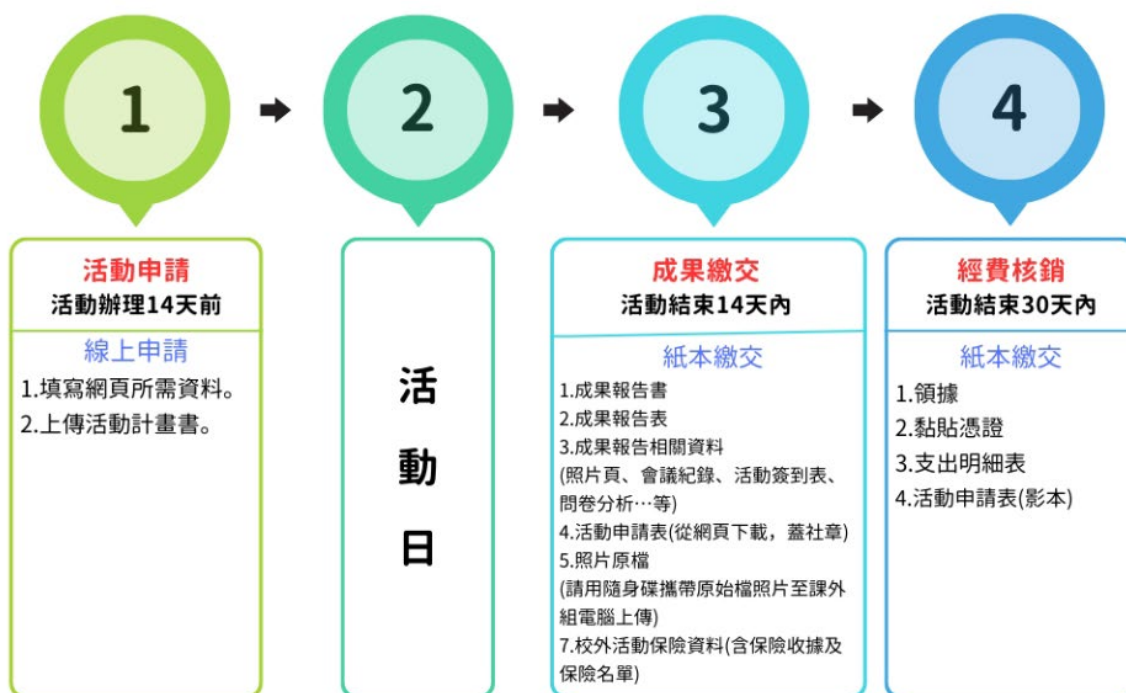 1
2
3
4
活動申請
活動辦理14天前
線上申請
1.填寫網頁所需資料。
2.上傳活動計畫書。
活
動
日
成果繳交
活動結束14天內
紙本繳交
1.成果報告書
2.成果報告表
3.成果報告相關資料
(照片頁、會議紀錄、活動簽到表、
問卷分析…等)
4.活動申請表(從網頁下載，蓋社章)
5.照片原檔
(請用隨身碟攜帶原始檔照片至課外
組電腦上傳)
7.校外活動保險資料(含保險收據及
保險名單)
經費核銷
活動結束30天內
紙本繳交
1.領據
2.黏貼憑證
3.支出明細表
4.活動申請表(影本)